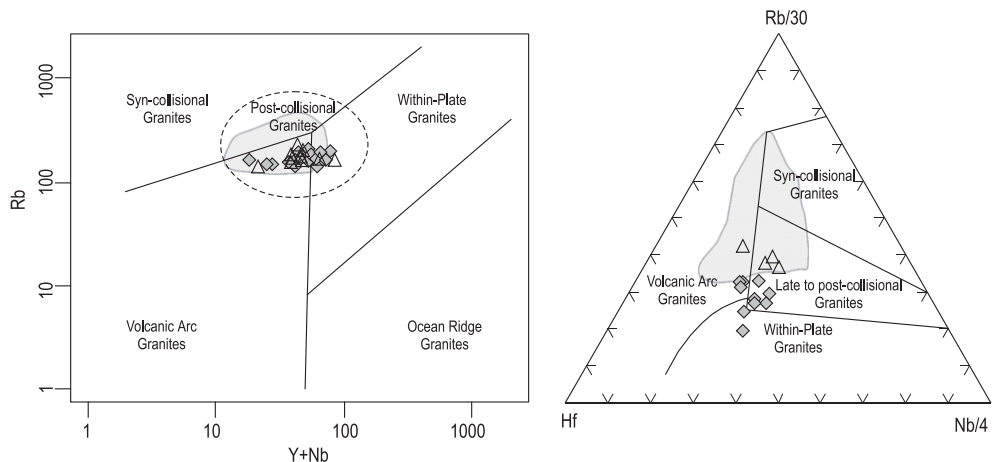 1000
100
10
1
Rb
Syn-collisional
Granites
Post-collisional
Granites
Within-Plate
Granites
Volcanic Arc
Granites
Ocean Ridge
Granites
1
10
100
1000
Y+Nb
Rb/30
Syn-collisional
Granites
Volcanic Arc
Granites
Late to post-collisional
Granites
Within-Plate
Granites
Hf
Nb/4